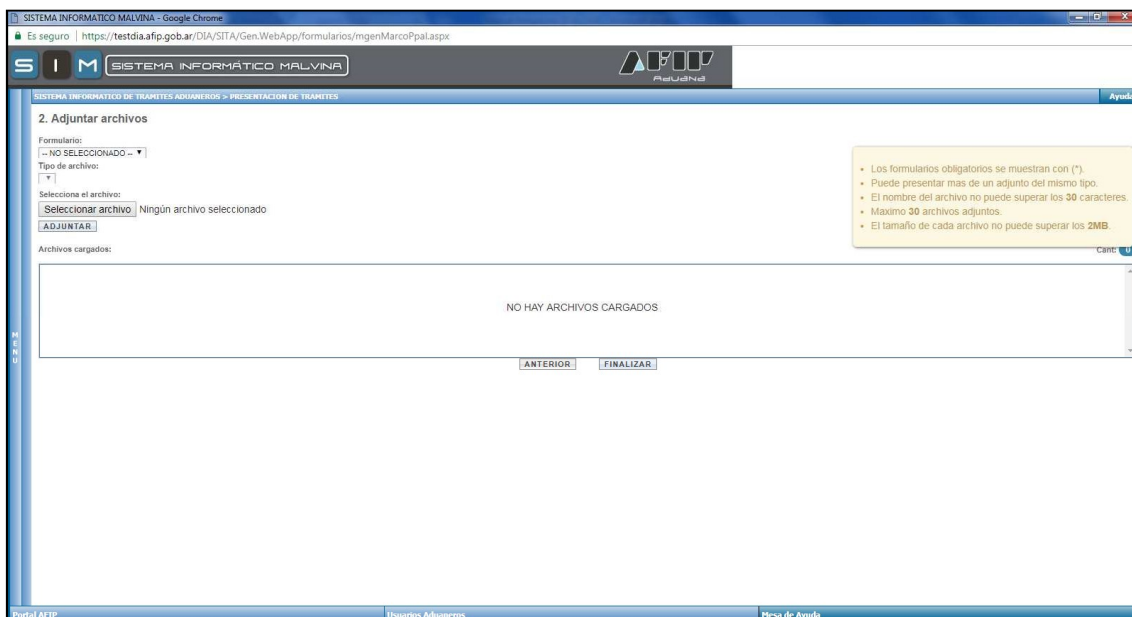 SISTEMA INFORMATICO MALVINA - Google Chrome
Es seguro | https://testdia.afip.gob.ar/DIA/SITA/Gen.WebApp/formularios/mgenMarcoPpal.aspx
S I M SISTEMA INFORMÁTICO MALVINA AFIP
ADUANA
SISTEMA INFORMATICO DE TRAMITES ADUANEROS > PRESENTACION DE TRAMITES Ayuda
2. Adjuntar archivos
Formulario:
-- NO SELECCIONADO --
Tipo de archivo:
Selecciona el archivo:
Seleccionar archivo Ningún archivo seleccionado
ADJUNTAR
• Los formularios obligatorios se muestran con (*).
• Puede presentar mas de un adjunto del mismo tipo.
• El nombre del archivo no puede superar los 30 caracteres.
• Maximo 30 archivos adjuntos.
• El tamaño de cada archivo no puede superar los 2MB.
Archivos cargados: Cant: 0
NO HAY ARCHIVOS CARGADOS
MENU
ANTERIOR FINALIZAR
Portal AFIP Usuarios Aduaneros Mesa de Ayuda